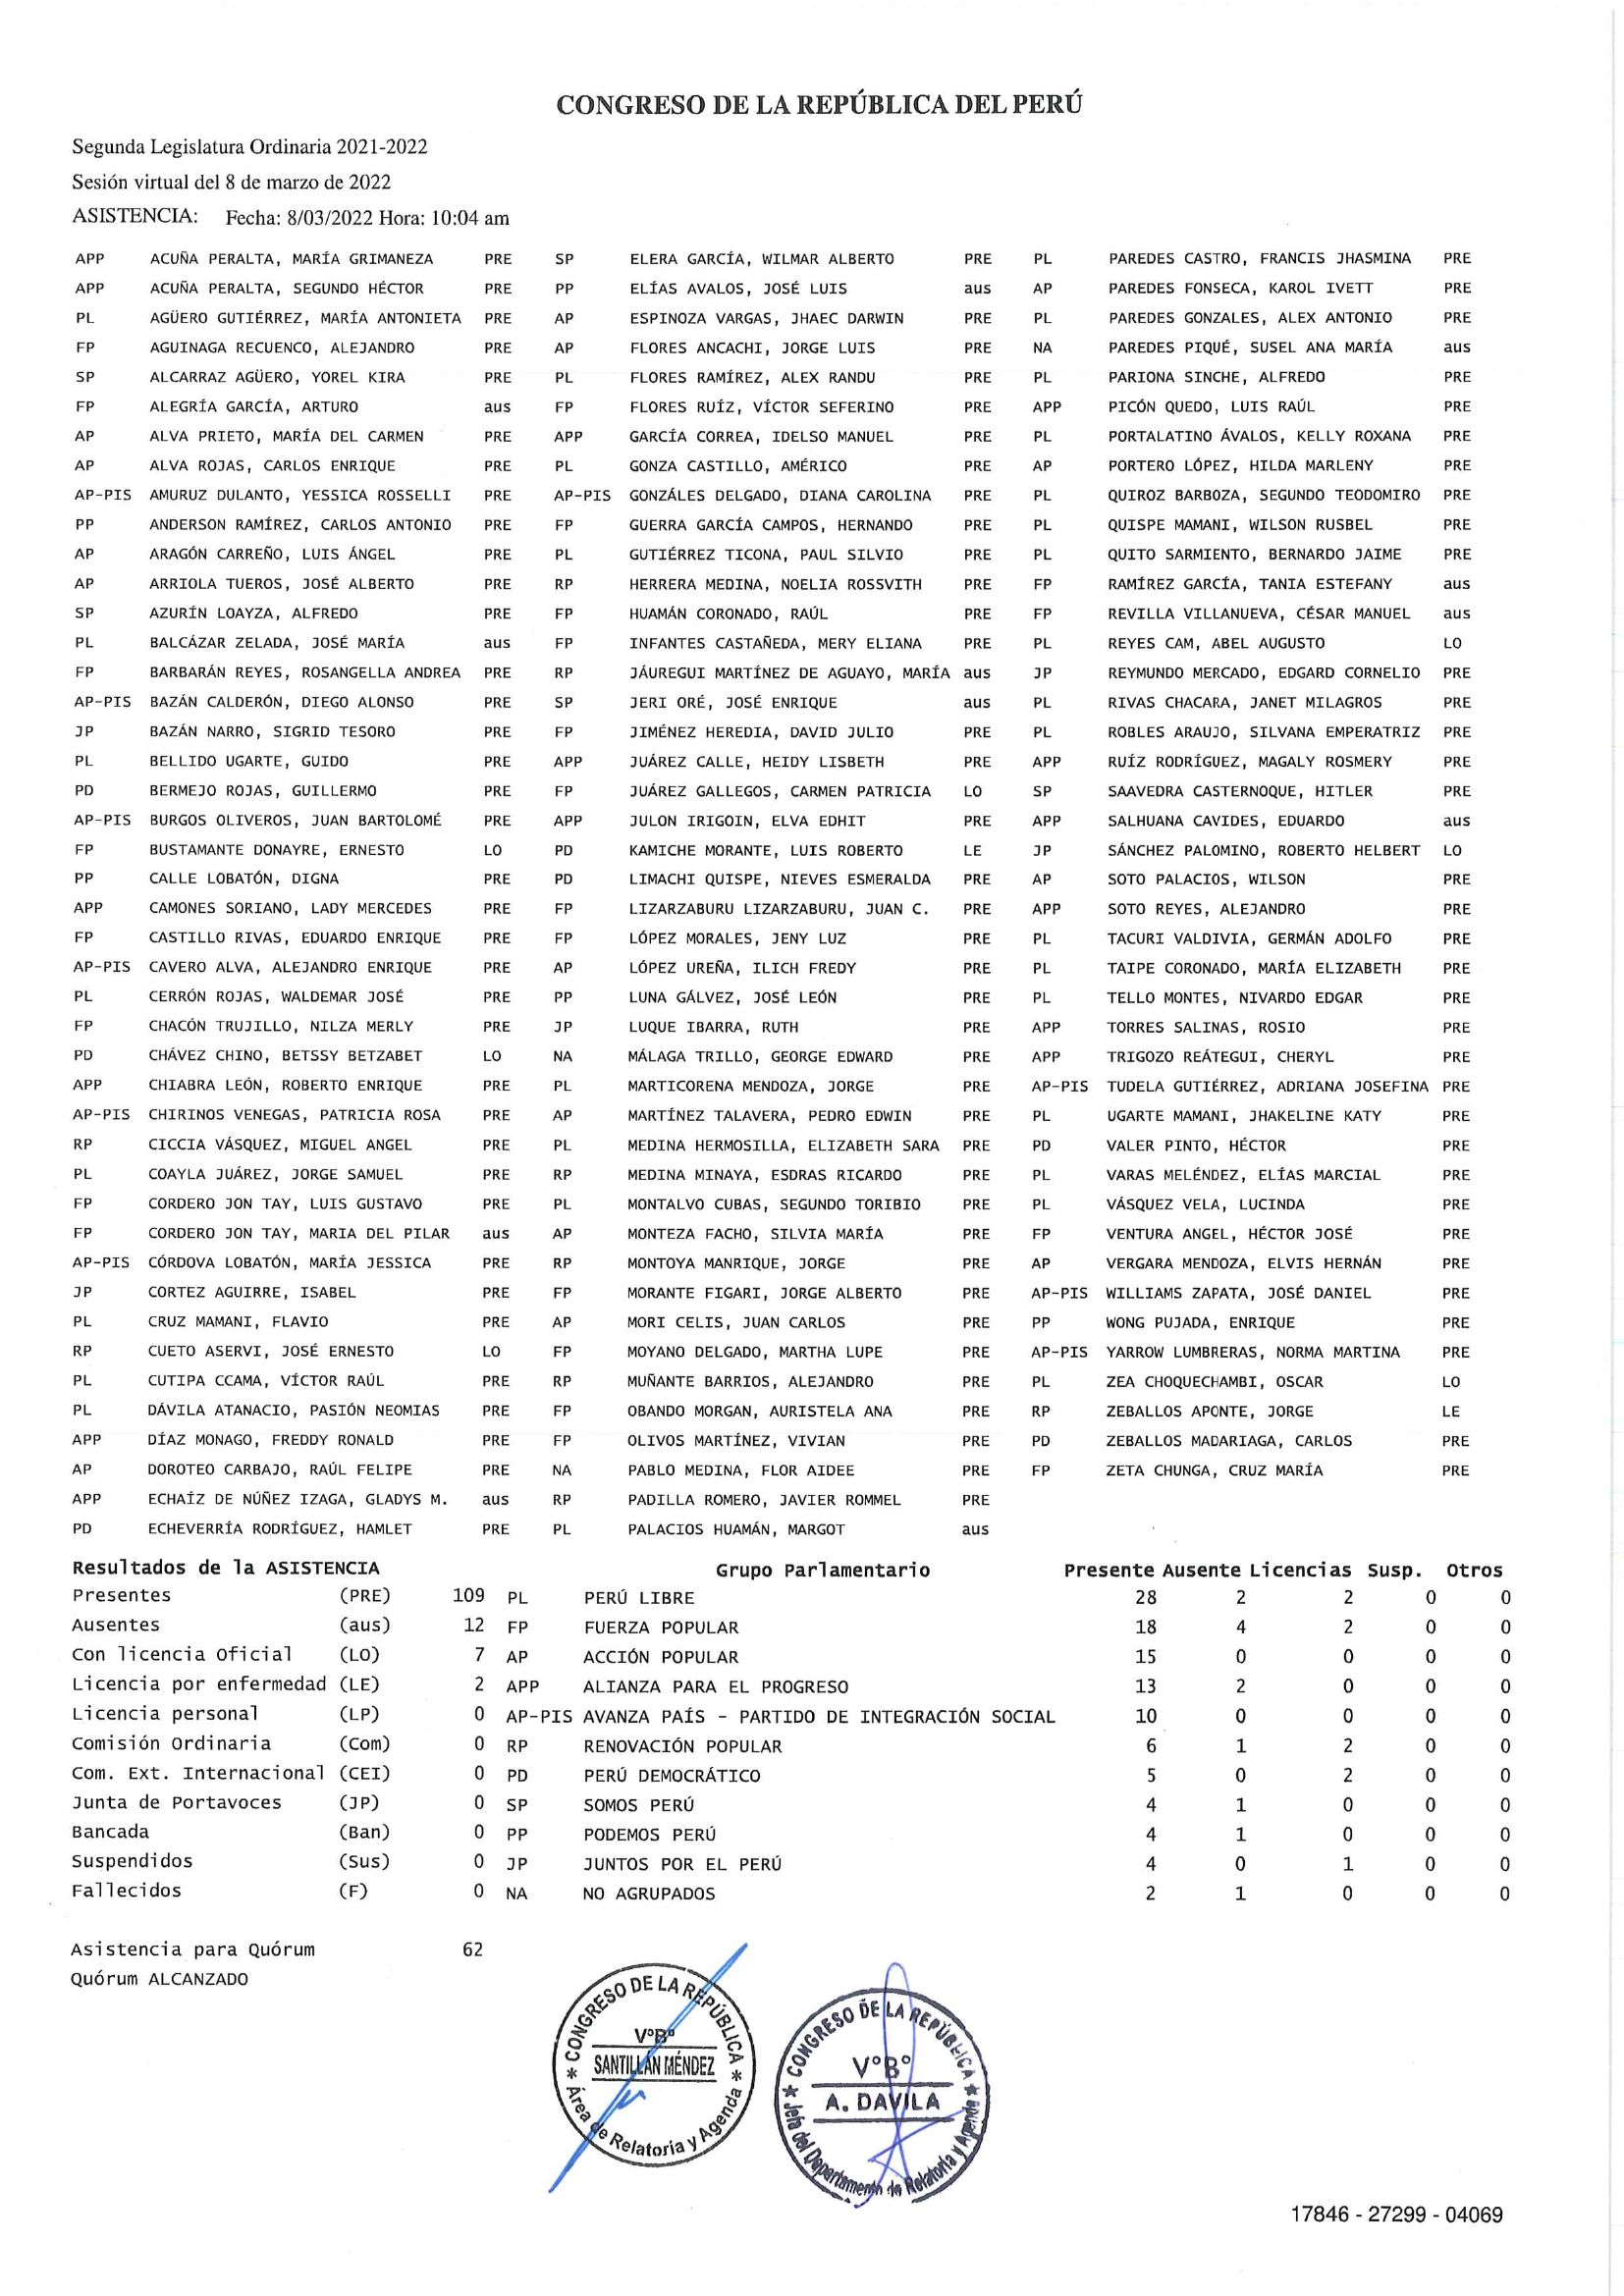 CONGRESO DE LA REPÚBLICA DEL PERÚ
Segunda Legislatura Ordinaria 2021-2022
Sesión virtual del 8 de marzo de 2022
ASISTENCIA: Fecha: 8/03/2022 Hora: 10:04 am
APP ACUÑA PERALTA, MARÍA GRIMANEZA PRE SP ELERA GARCÍA, WILMAR ALBERTO PRE PL PAREDES CASTRO, FRANCIS JHASMINA PRE
APP ACUÑA PERALTA, SEGUNDO HÉCTOR PRE PP ELÍAS AVALOS, JOSÉ LUIS aus AP PAREDES FONSECA, KAROL IVETT PRE
PL AGÜERO GUTIÉRREZ, MARÍA ANTONIETA PRE AP ESPINOZA VARGAS, JHAEC DARWIN PRE PL PAREDES GONZALES, ALEX ANTONIO PRE
FP AGUINAGA RECUENCO, ALEJANDRO PRE AP FLORES ANCACHI, JORGE LUIS PRE NA PAREDES PIQUÉ, SUSEL ANA MARÍA aus
SP ALCARRAZ AGÜERO, YOREL KIRA PRE PL FLORES RAMÍREZ, ALEX RANDU PRE PL PARIONA SINCHE, ALFREDO PRE
FP ALEGRÍA GARCÍA, ARTURO aus FP FLORES RUÍZ, VÍCTOR SEFERINO PRE APP PICÓN QUEDO, LUIS RAÚL PRE
AP ALVA PRIETO, MARÍA DEL CARMEN PRE APP GARCÍA CORREA, IDELSO MANUEL PRE PL PORTALATINO ÁVALOS, KELLY ROXANA PRE
AP ALVA ROJAS, CARLOS ENRIQUE PRE PL GONZA CASTILLO, AMÉRICO PRE AP PORTERO LÓPEZ, HILDA MARLENY PRE
AP-PIS AMURUZ DULANTO, YESSICA ROSSELLI PRE AP-PIS GONZÁLES DELGADO, DIANA CAROLINA PRE PL QUIROZ BARBOZA, SEGUNDO TEODOMIRO PRE
PP ANDERSON RAMÍREZ, CARLOS ANTONIO PRE FP GUERRA GARCÍA CAMPOS, HERNANDO PRE PL QUISPE MAMANI, WILSON RUSBEL PRE
AP ARAGÓN CARREÑO, LUIS ÁNGEL PRE PL GUTIÉRREZ TICONA, PAUL SILVIO PRE PL QUITO SARMIENTO, BERNARDO JAIME PRE
AP ARRIOLA TUEROS, JOSÉ ALBERTO PRE RP HERRERA MEDINA, NOELIA ROSSVITH PRE FP RAMÍREZ GARCÍA, TANIA ESTEFANY aus
SP AZURÍN LOAYZA, ALFREDO PRE FP HUAMÁN CORONADO, RAÚL PRE FP REVILLA VILLANUEVA, CÉSAR MANUEL aus
PL BALCÁZAR ZELADA, JOSÉ MARÍA aus FP INFANTES CASTAÑEDA, MERY ELIANA PRE PL REYES CAM, ABEL AUGUSTO LO
FP BARBARÁN REYES, ROSANGELLA ANDREA PRE RP JÁUREGUI MARTÍNEZ DE AGUAYO, MARÍA aus JP REYMUNDO MERCADO, EDGARD CORNELIO PRE
AP-PIS BAZÁN CALDERÓN, DIEGO ALONSO PRE SP JERI ORÉ, JOSÉ ENRIQUE aus PL RIVAS CHACARA, JANET MILAGROS PRE
JP BAZÁN NARRO, SIGRID TESORO PRE FP JIMÉNEZ HEREDIA, DAVID JULIO PRE PL ROBLES ARAUJO, SILVANA EMPERATRIZ PRE
PL BELLIDO UGARTE, GUIDO PRE APP JUÁREZ CALLE, HEIDY LISBETH PRE APP RUÍZ RODRÍGUEZ, MAGALY ROSMERY PRE
PD BERMEJO ROJAS, GUILLERMO PRE FP JUÁREZ GALLEGOS, CARMEN PATRICIA LO SP SAAVEDRA CASTERNOQUE, HITLER PRE
AP-PIS BURGOS OLIVEROS, JUAN BARTOLOMÉ PRE APP JULON IRIGOIN, ELVA EDHIT PRE APP SALHUANA CAVIDES, EDUARDO aus
FP BUSTAMANTE DONAYRE, ERNESTO LO PD KAMICHE MORANTE, LUIS ROBERTO LE JP SÁNCHEZ PALOMINO, ROBERTO HELBERT LO
PP CALLE LOBATÓN, DIGNA PRE PD LIMACHI QUISPE, NIEVES ESMERALDA PRE AP SOTO PALACIOS, WILSON PRE
APP CAMONES SORIANO, LADY MERCEDES PRE FP LIZARZABURU LIZARZABURU, JUAN C. PRE APP SOTO REYES, ALEJANDRO PRE
FP CASTILLO RIVAS, EDUARDO ENRIQUE PRE FP LÓPEZ MORALES, JENY LUZ PRE PL TACURI VALDIVIA, GERMÁN ADOLFO PRE
AP-PIS CAVERO ALVA, ALEJANDRO ENRIQUE PRE AP LÓPEZ UREÑA, ILICH FREDY PRE PL TAIPE CORONADO, MARÍA ELIZABETH PRE
PL CERRÓN ROJAS, WALDEMAR JOSÉ PRE PP LUNA GÁLVEZ, JOSÉ LEÓN PRE PL TELLO MONTES, NIVARDO EDGAR PRE
FP CHACÓN TRUJILLO, NILZA MERLY PRE JP LUQUE IBARRA, RUTH PRE APP TORRES SALINAS, ROSIO PRE
PD CHÁVEZ CHINO, BETSSY BETZABET LO NA MÁLAGA TRILLO, GEORGE EDWARD PRE APP TRIGOZO REÁTEGUI, CHERYL PRE
APP CHIABRA LEÓN, ROBERTO ENRIQUE PRE PL MARTICORENA MENDOZA, JORGE PRE AP-PIS TUDELA GUTIÉRREZ, ADRIANA JOSEFINA PRE
AP-PIS CHIRINOS VENEGAS, PATRICIA ROSA PRE AP MARTÍNEZ TALAVERA, PEDRO EDWIN PRE PL UGARTE MAMANI, JHAKELINE KATY PRE
RP CICCIA VÁSQUEZ, MIGUEL ANGEL PRE PL MEDINA HERMOSILLA, ELIZABETH SARA PRE PD VALER PINTO, HÉCTOR PRE
PL COAYLA JUÁREZ, JORGE SAMUEL PRE RP MEDINA MINAYA, ESDRAS RICARDO PRE PL VARAS MELÉNDEZ, ELÍAS MARCIAL PRE
FP CORDERO JON TAY, LUIS GUSTAVO PRE PL MONTALVO CUBAS, SEGUNDO TORIBIO PRE PL VÁSQUEZ VELA, LUCINDA PRE
FP CORDERO JON TAY, MARIA DEL PILAR aus AP MONTEZA FACHO, SILVIA MARÍA PRE FP VENTURA ANGEL, HÉCTOR JOSÉ PRE
AP-PIS CÓRDOVA LOBATÓN, MARÍA JESSICA PRE RP MONTOYA MANRIQUE, JORGE PRE AP VERGARA MENDOZA, ELVIS HERNÁN PRE
JP CORTEZ AGUIRRE, ISABEL PRE FP MORANTE FIGARI, JORGE ALBERTO PRE AP-PIS WILLIAMS ZAPATA, JOSÉ DANIEL PRE
PL CRUZ MAMANI, FLAVIO PRE AP MORI CELIS, JUAN CARLOS PRE PP WONG PUJADA, ENRIQUE PRE
RP CUETO ASERVI, JOSÉ ERNESTO LO FP MOYANO DELGADO, MARTHA LUPE PRE AP-PIS YARROW LUMBRERAS, NORMA MARTINA PRE
PL CUTIPA CCAMA, VÍCTOR RAÚL PRE RP MUÑANTE BARRIOS, ALEJANDRO PRE PL ZEA CHOQUECHAMBI, OSCAR LO
PL DÁVILA ATANACIO, PASIÓN NEOMIAS PRE FP OBANDO MORGAN, AURISTELA ANA PRE RP ZEBALLOS APONTE, JORGE LE
APP DÍAZ MONAGO, FREDDY RONALD PRE FP OLIVOS MARTÍNEZ, VIVIAN PRE PD ZEBALLOS MADARIAGA, CARLOS PRE
AP DOROTEO CARBAJO, RAÚL FELIPE PRE NA PABLO MEDINA, FLOR AIDEE PRE FP ZETA CHUNGA, CRUZ MARÍA PRE
APP ECHAÍZ DE NÚÑEZ IZAGA, GLADYS M. aus RP PADILLA ROMERO, JAVIER ROMMEL PRE
PD ECHEVERRÍA RODRÍGUEZ, HAMLET PRE PL PALACIOS HUAMÁN, MARGOT aus
Resultados de la ASISTENCIA Grupo Parlamentario Presente Ausente Licencias Susp. Otros
Presentes (PRE) 109 PL PERÚ LIBRE 28 2 2 0 0
Ausentes (aus) 12 FP FUERZA POPULAR 18 4 2 0 0
Con licencia Oficial (LO) 7 AP ACCIÓN POPULAR 15 0 0 0 0
Licencia por enfermedad (LE) 2 APP ALIANZA PARA EL PROGRESO 13 2 0 0 0
Licencia personal (LP) 0 AP-PIS AVANZA PAÍS - PARTIDO DE INTEGRACIÓN SOCIAL 10 0 0 0 0
Comisión Ordinaria (Com) 0 RP RENOVACIÓN POPULAR 6 1 2 0 0
Com. Ext. Internacional (CEI) 0 PD PERÚ DEMOCRÁTICO 5 0 2 0 0
Junta de Portavoces (JP) 0 SP SOMOS PERÚ 4 1 0 0 0
Bancada (Ban) 0 PP PODEMOS PERÚ 4 1 0 0 0
Suspendidos (Sus) 0 JP JUNTOS POR EL PERÚ 4 0 1 0 0
Fallecidos (F) 0 NA NO AGRUPADOS 2 1 0 0 0
Asistencia para Quórum 62
Quórum ALCANZADO
CONGRESO DE LA REPÚBLICA
V°B°
SANTILLÁN MÉNDEZ
Área de Relatoría y Agenda
CONGRESO DE LA REPÚBLICA
V°B°
A. DAVILA
Jefa del Departamento de Relatoría y Agenda
17846 - 27299 - 04069